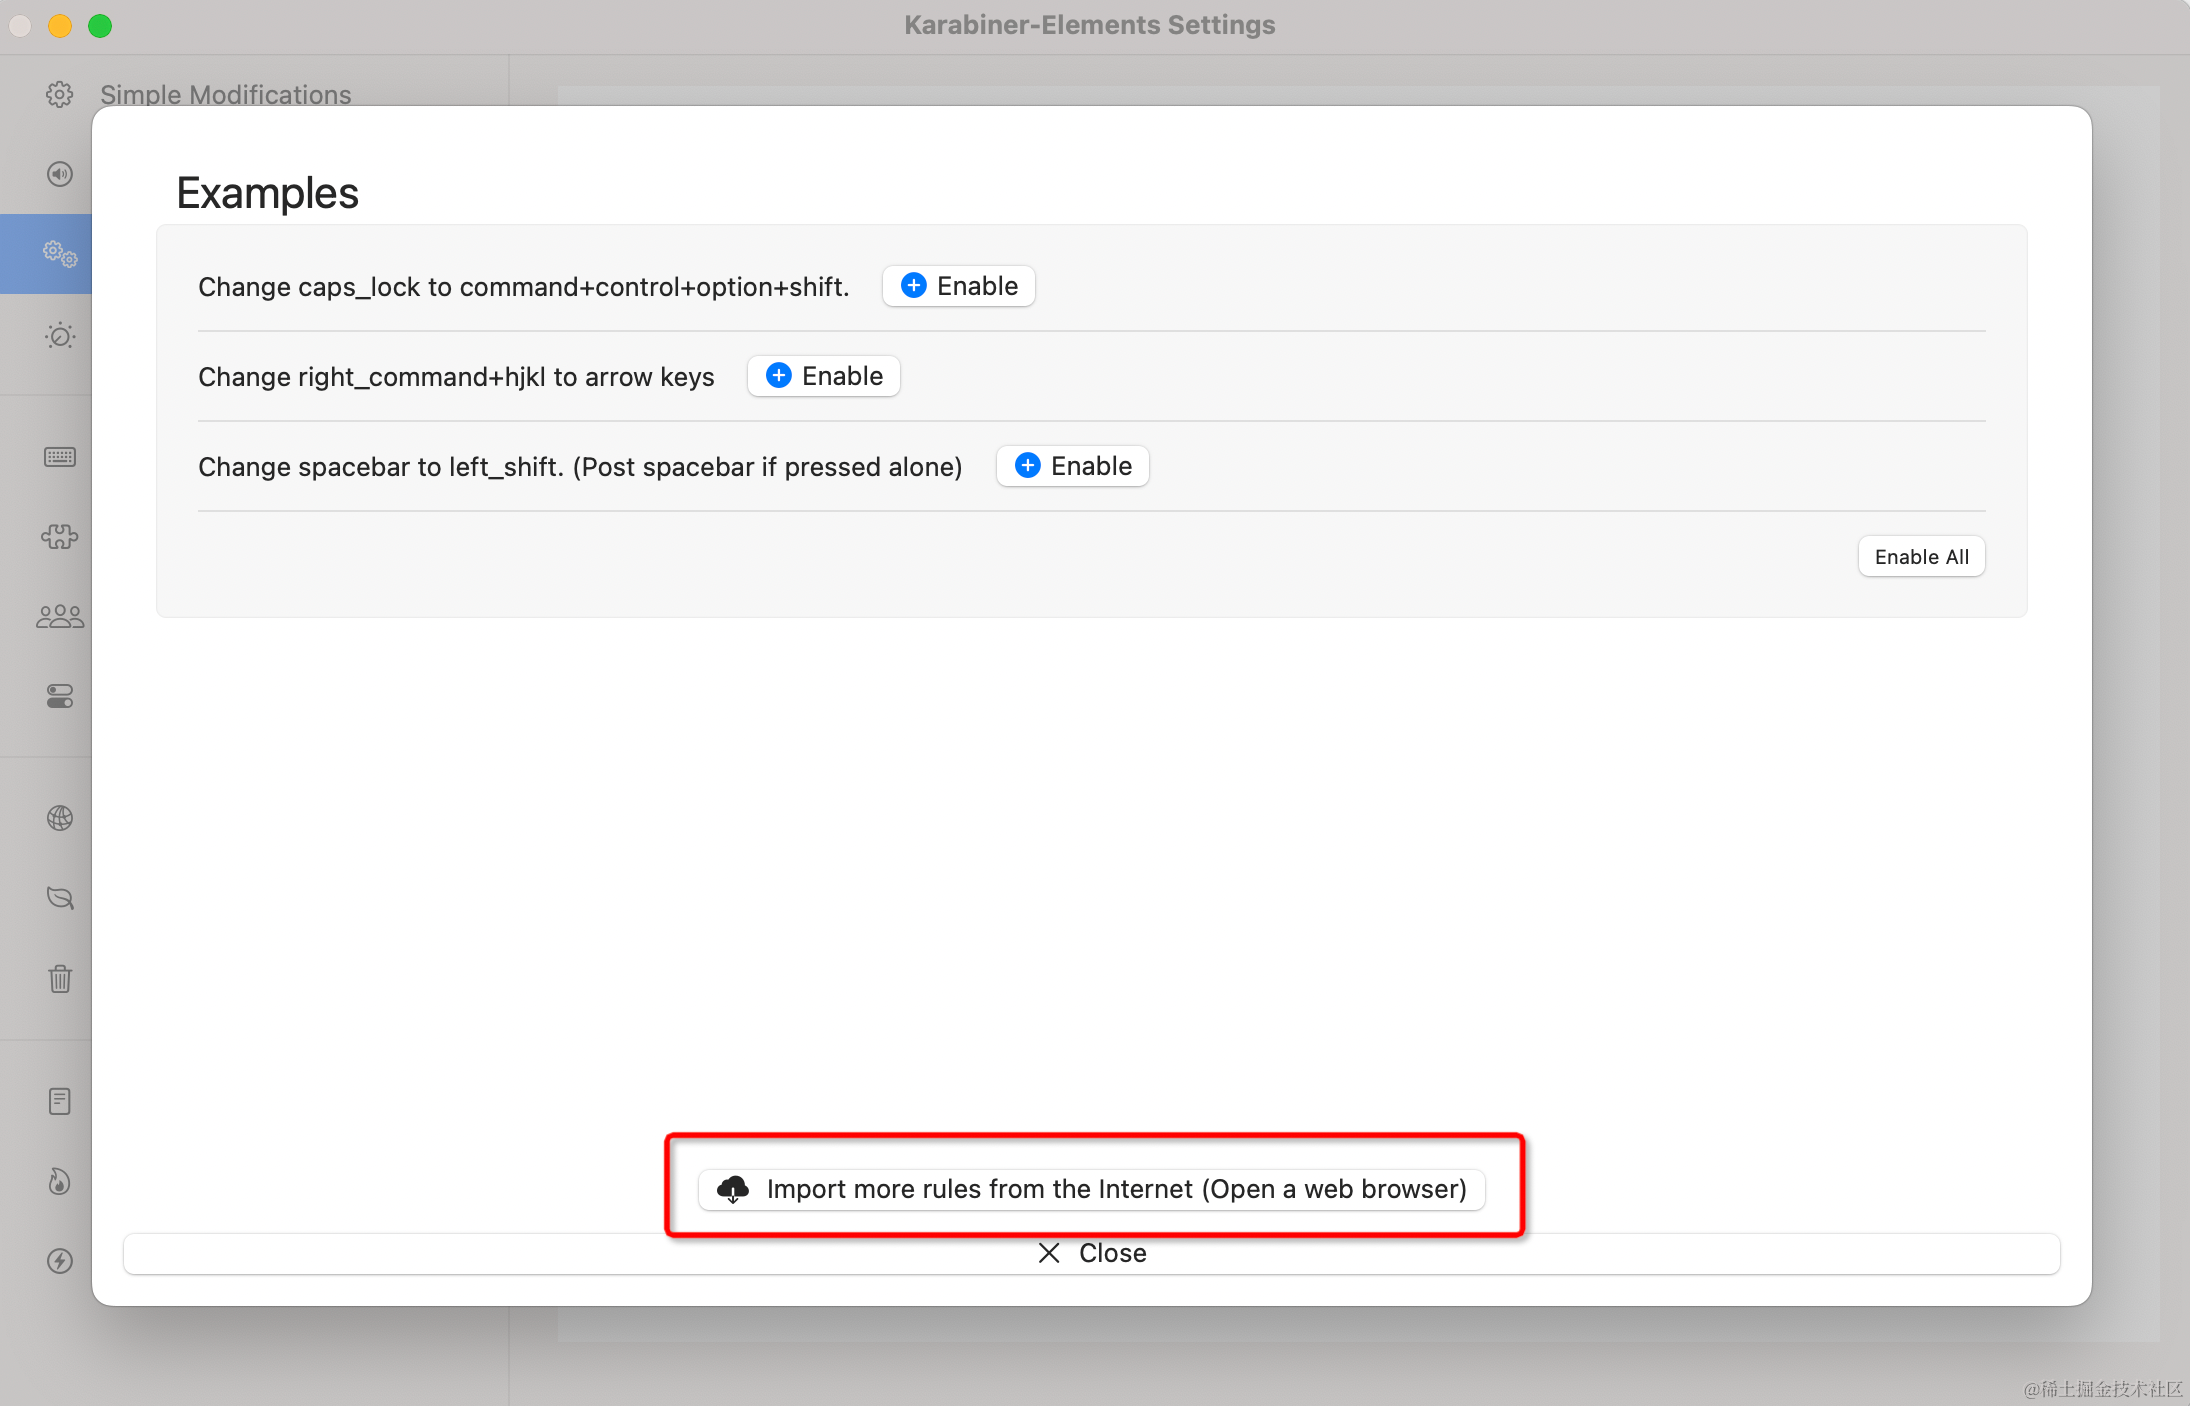 Karabiner-Elements Settings
Simple Modifications
Examples
Change caps_lock to command+control+option+shift.
Enable
Change right_command+hjkl to arrow keys
Enable
Change spacebar to left_shift. (Post spacebar if pressed alone)
Enable
Enable All
Import more rules from the Internet (Open a web browser)
Close
@稀土掘金技术社区